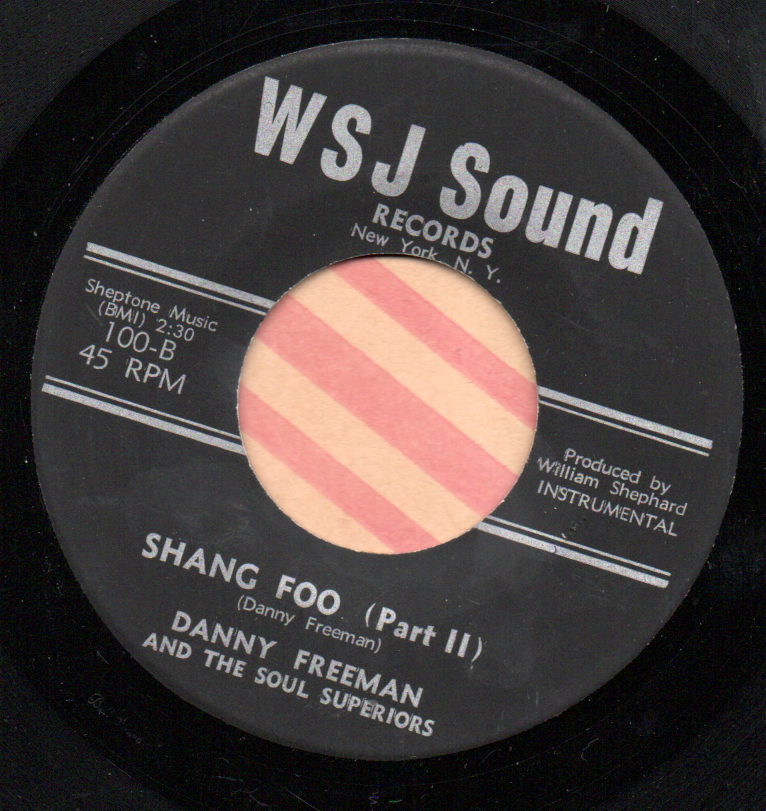 WSJ Sound
RECORDS
New York, N. Y.
Sheptone Music
(BMI) 2:30
100-B
45 RPM
Produced by
William Shephard
INSTRUMENTAL
SHANG FOO (Part II)
(Danny Freeman)
DANNY FREEMAN
AND THE SOUL SUPERIORS